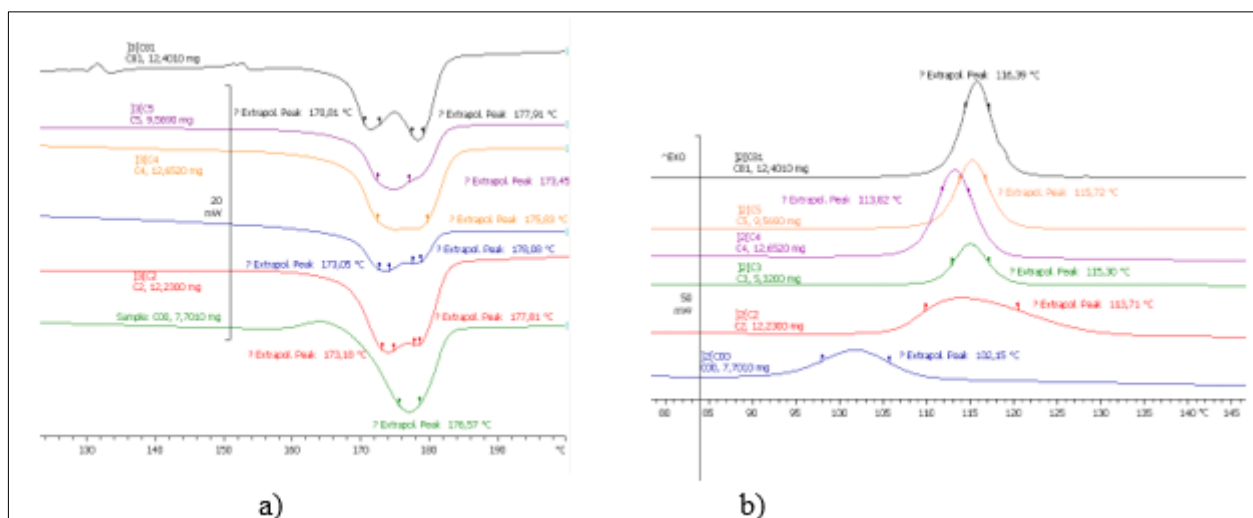 ][3]C01
C01, 12,4010 mg
? Extrapol. Peak 170,81 °C
? Extrapol. Peak 177,91 °C
][3]C5
C5, 9,5690 mg
? Extrapol. Peak 173,45
][3]C4
C4, 12,6520 mg
20
mW
? Extrapol. Peak 175,83 °C
? Extrapol. Peak 178,08 °C
? Extrapol. Peak 173,05 °C
][3]C2
C2, 12,2300 mg
? Extrapol. Peak 177,81 °C
Sample: C00, 7,7010 mg
? Extrapol. Peak 173,18 °C
? Extrapol. Peak 176,57 °C
130 140 150 160 170 180 190 °C
a)
? Extrapol. Peak 116,39 °C
^EXO
][2]C01
C01, 12,4010 mg
? Extrapol. Peak 115,72 °C
? Extrapol. Peak 113,82 °C
][2]C5
C5, 9,5690 mg
][2]C4
C4, 12,6520 mg
][2]C3
C3, 5,3200 mg
? Extrapol. Peak 115,30 °C
50
mW
? Extrapol. Peak 113,71 °C
][2]C2
C2, 12,2300 mg
][2]C00
C00, 7,7010 mg
? Extrapol. Peak 102,15 °C
80 85 90 95 100 105 110 115 120 125 130 135 140 145 °C
b)